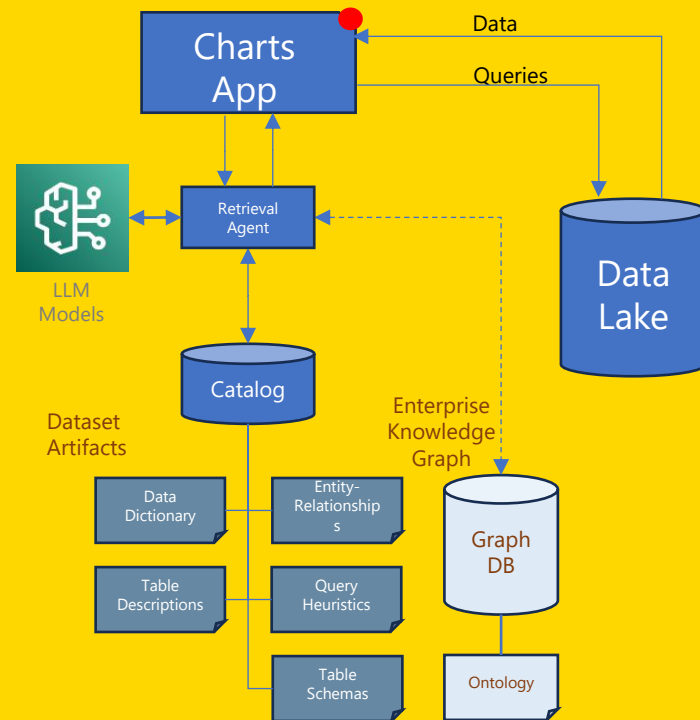 Charts
App
Data
Queries
Retrieval
Agent
LLM
Models
Data
Lake
Catalog
Dataset
Artifacts
Enterprise
Knowledge
Graph
Data
Dictionary
Entity-
Relationship
s
Graph
DB
Table
Descriptions
Query
Heuristics
Table
Schemas
Ontology